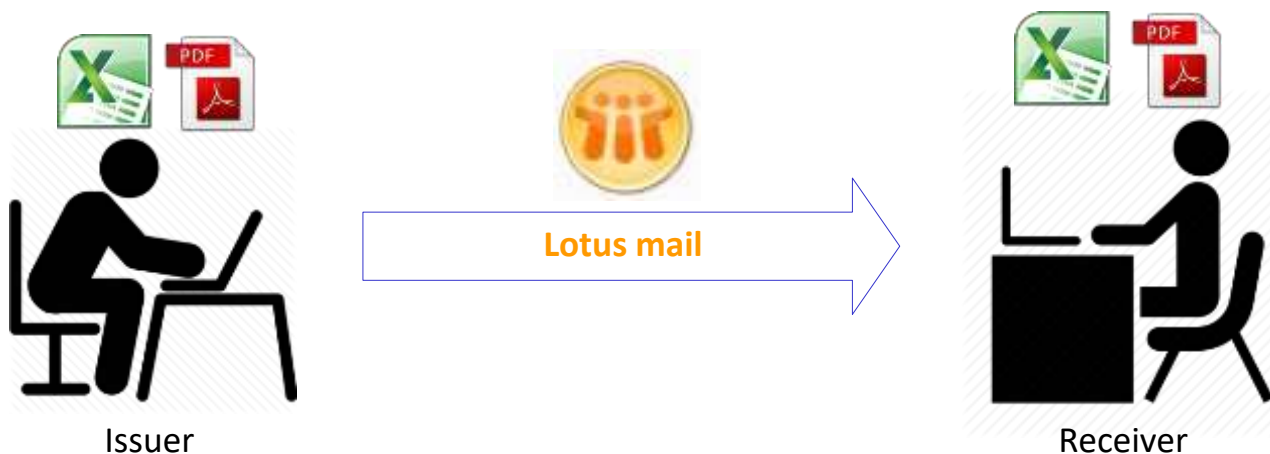 PDF
PDF
Lotus mail
Issuer
Receiver